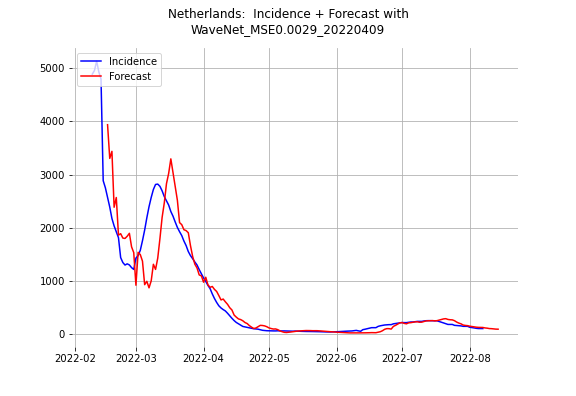 Netherlands:  Incidence + Forecast with
WaveNet_MSE0.0029_20220409
Incidence
Forecast
5000
4000
3000
2000
1000
0
2022-02 2022-03 2022-04 2022-05 2022-06 2022-07 2022-08